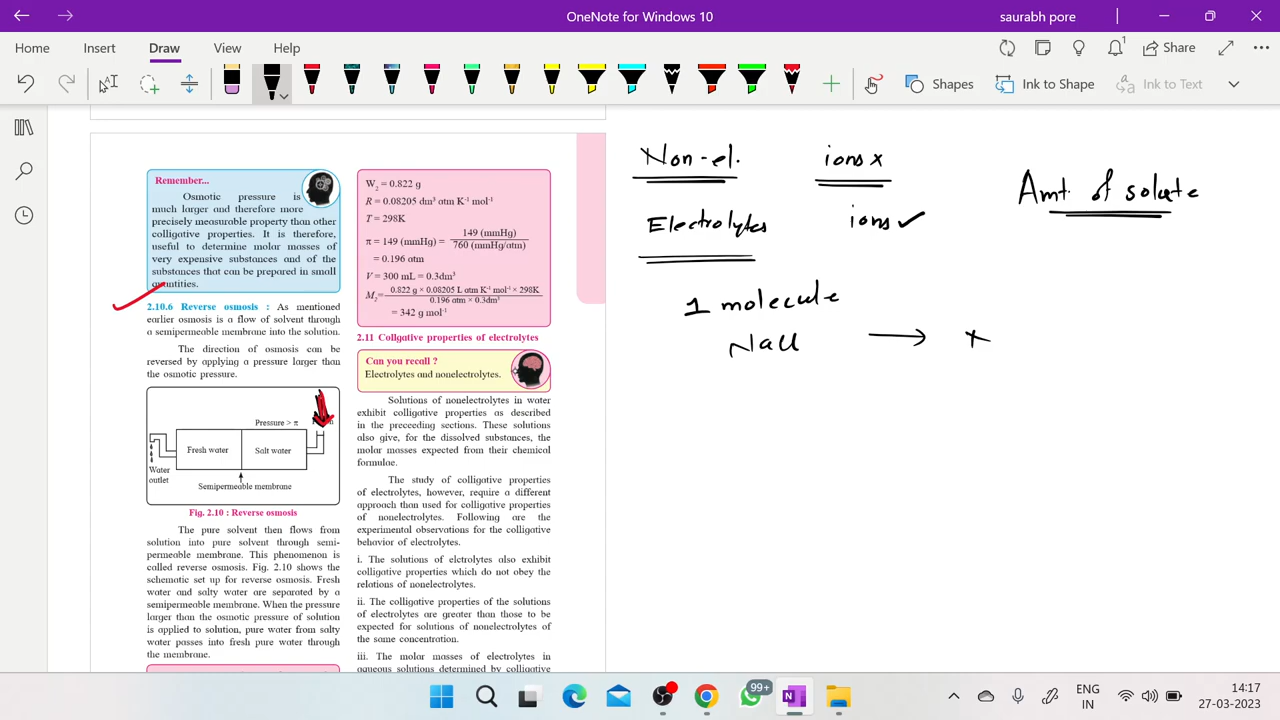 OneNote for Windows 10
saurabh pore
Home Insert Draw View Help
Share
Shapes
Ink to Shape
Ink to Text
Remember...
Osmotic pressure is
much larger and therefore more
precisely measurable property than other
colligative properties. It is therefore,
useful to determine molar masses of
very expensive substances and of the
substances that can be prepared in small
quantities.
2.10.6 Reverse osmosis : As mentioned
earlier osmosis is a flow of solvent through
a semipermeable membrane into the solution.
The direction of osmosis can be
reversed by applying a pressure larger than
the osmotic pressure.
Pressure > π
Fresh water
Salt water
Water
outlet
Semipermeable membrane
Fig. 2.10 : Reverse osmosis
The pure solvent then flows from
solution into pure solvent through semi-
permeable membrane. This phenomenon is
called reverse osmosis. Fig. 2.10 shows the
schematic set up for reverse osmosis. Fresh
water and salty water are separated by a
semipermeable membrane. When the pressure
larger than the osmotic pressure of solution
is applied to solution, pure water from salty
water passes into fresh pure water through
the membrane.
W2 = 0.822 g
R = 0.08205 dm³ atm K⁻¹ mol⁻¹
T = 298K
π = 149 (mmHg) = 149 (mmHg) / 760 (mmHg/atm)
= 0.196 atm
V = 300 mL = 0.3dm³
M2= 0.822 g × 0.08205 L atm K⁻¹ mol⁻¹ × 298K / 0.196 atm × 0.3dm³
= 342 g mol⁻¹
2.11 Collgative properties of electrolytes
Can you recall ?
Electrolytes and nonelectrolytes.
Solutions of nonelectrolytes in water
exhibit colligative properties as described
in the preceeding sections. These solutions
also give, for the dissolved substances, the
molar masses expected from their chemical
formulae.
The study of colligative properties
of electrolytes, however, require a different
approach than used for colligative properties
of nonelectrolytes. Following are the
experimental observations for the colligative
behavior of electrolytes.
i. The solutions of elctrolytes also exhibit
colligative properties which do not obey the
relations of nonelectrolytes.
ii. The colligative properties of the solutions
of electrolytes are greater than those to be
expected for solutions of nonelectrolytes of
the same concentration.
iii. The molar masses of electrolytes in
aqueous solutions determined by colligative
Non-el. ions x
Electrolytes ions ✓
Amt. of solute
1 molecule
NaCl →
99+
ENG
IN
14:17
27-03-2023